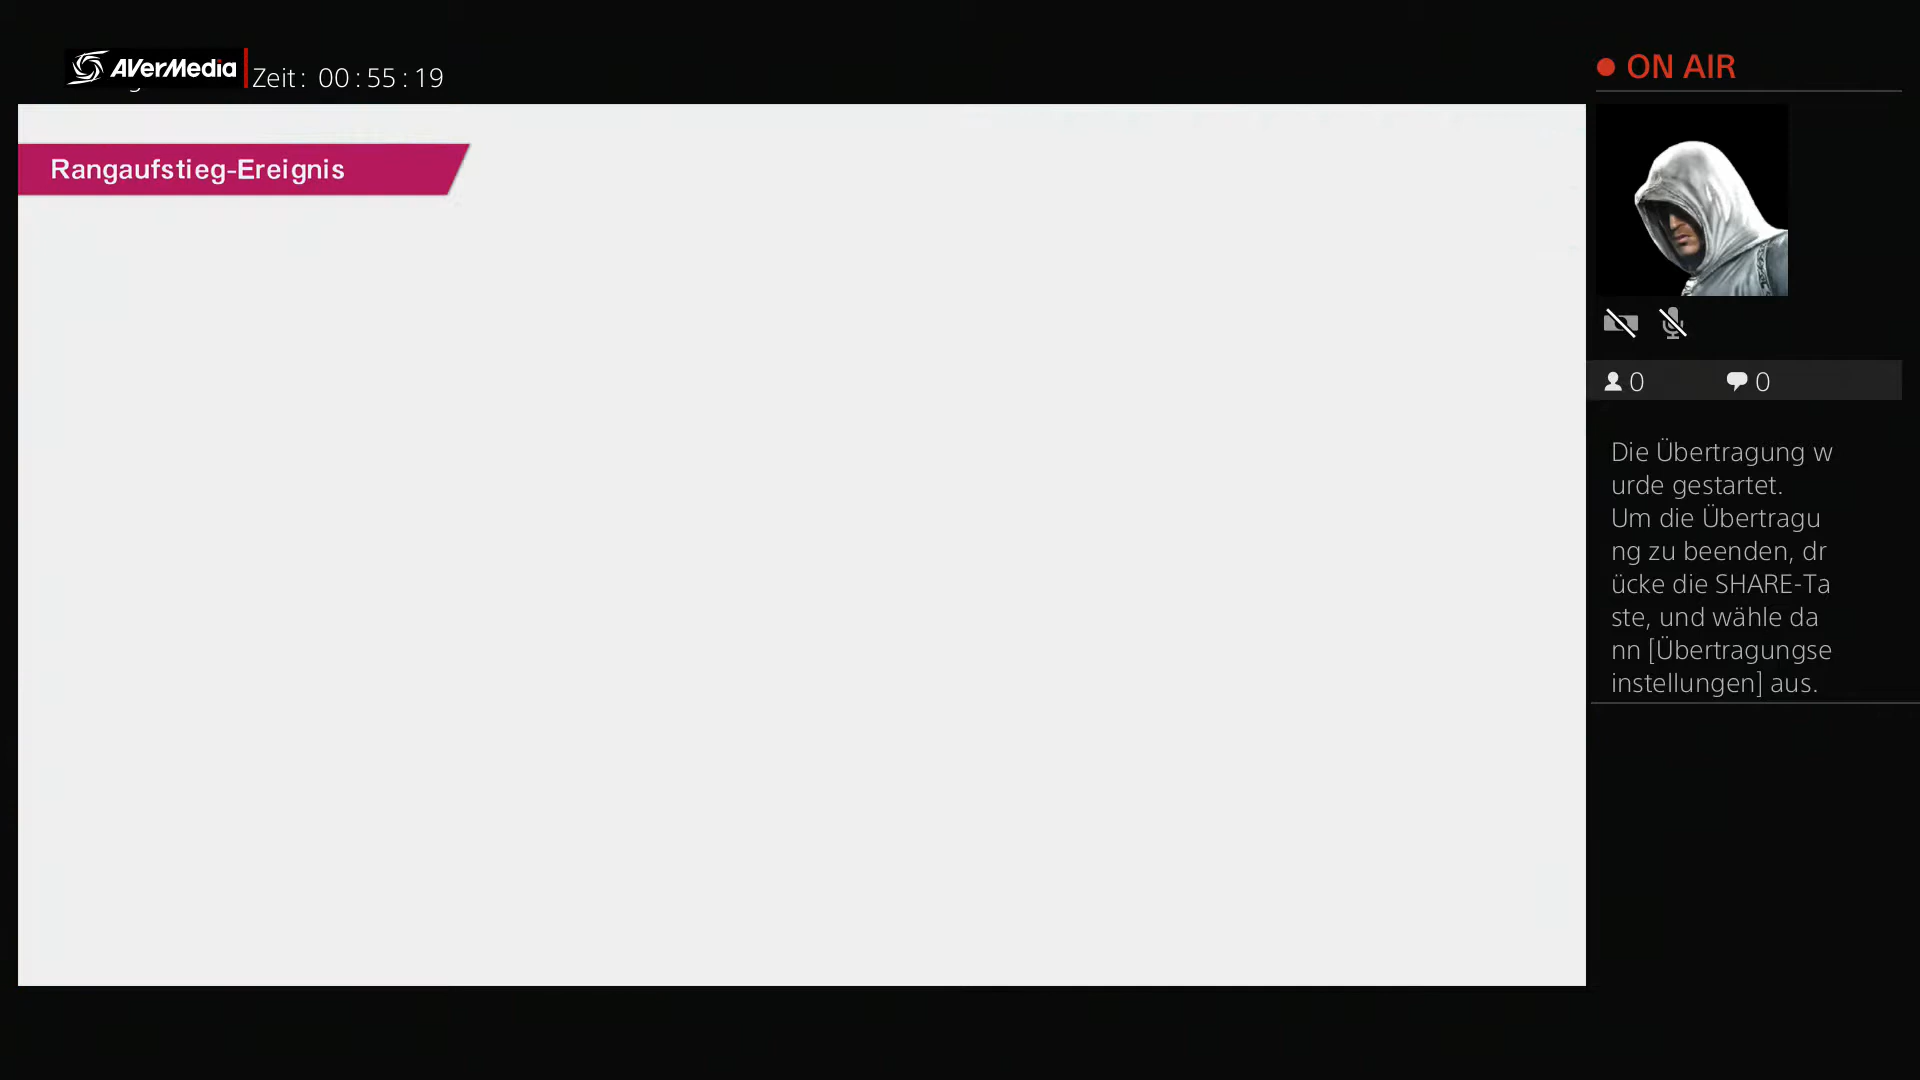 AVerMedia
Zeit: 00:55:19
ON AIR
Rangaufstieg-Ereignis
0
0
Die Übertragung w
urde gestartet.
Um die Übertragu
ng zu beenden, dr
ücke die SHARE-Ta
ste, und wähle da
nn [Übertragungse
instellungen] aus.